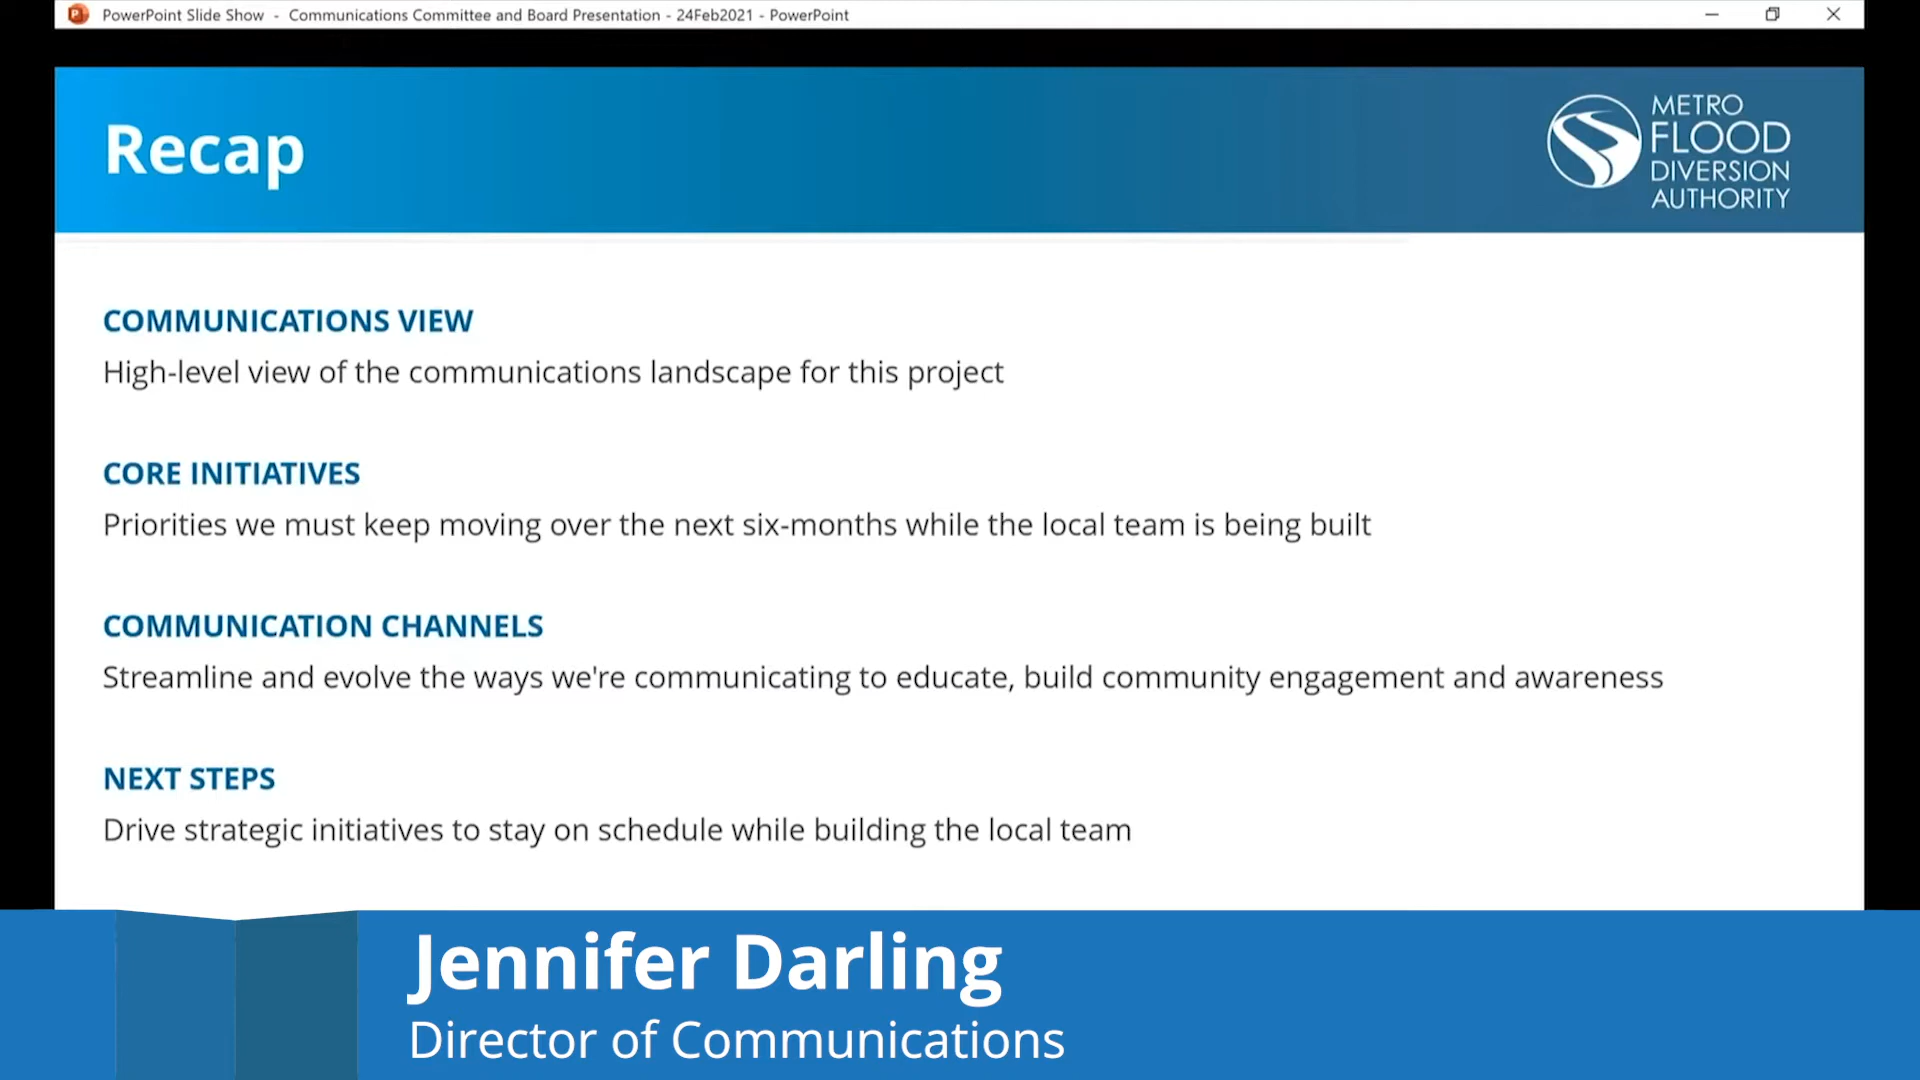 PowerPoint Slide Show - Communications Committee and Board Presentation - 24Feb2021 - PowerPoint
Recap
METRO
FLOOD
DIVERSION
AUTHORITY
COMMUNICATIONS VIEW
High-level view of the communications landscape for this project
CORE INITIATIVES
Priorities we must keep moving over the next six-months while the local team is being built
COMMUNICATION CHANNELS
Streamline and evolve the ways we're communicating to educate, build community engagement and awareness
NEXT STEPS
Drive strategic initiatives to stay on schedule while building the local team
Jennifer Darling
Director of Communications